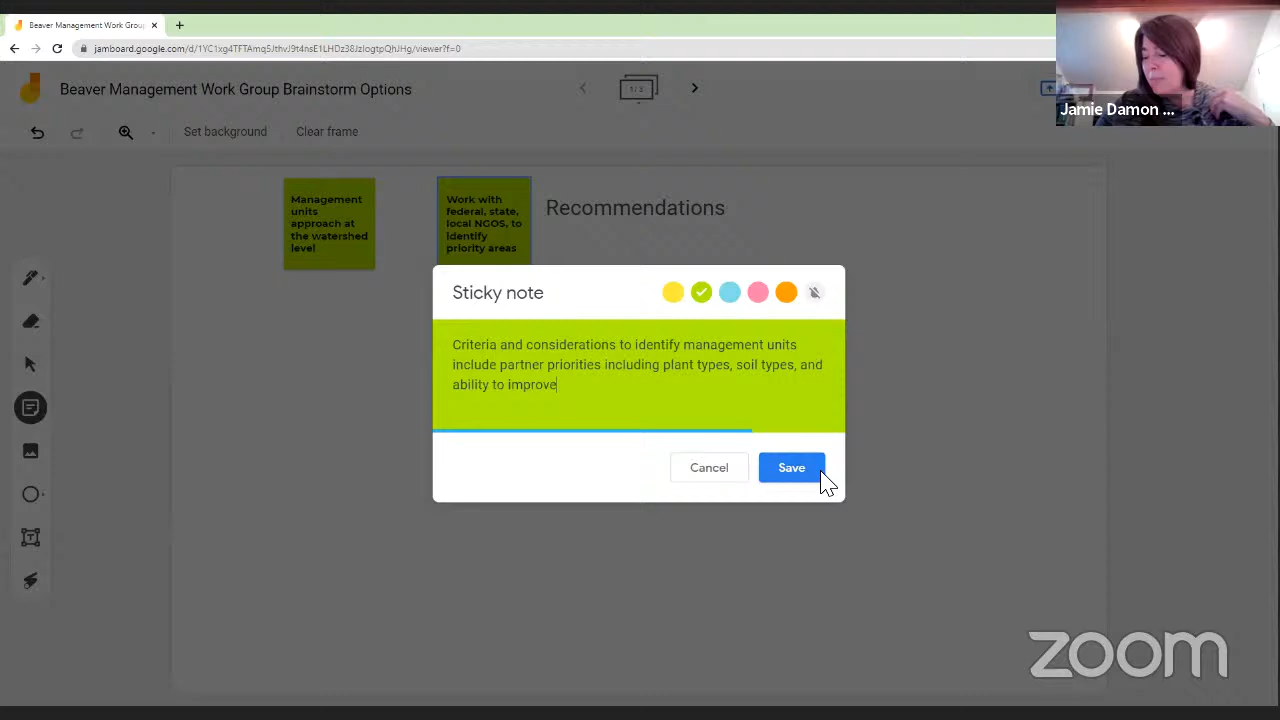 Beaver Management Work Group
jamboard.google.com/d/1YC1xg4TFTAmq5JthvJ9t4nsE1LHDz38JzlogtpQhJHg/viewer?f=0
Beaver Management Work Group Brainstorm Options
1 / 3
Set background
Clear frame
Jamie Damon ...
Management
units
approach at
the watershed
level
Work with
federal, state,
local NGOS, to
identify
priority areas
Recommendations
Sticky note
Criteria and considerations to identify management units
include partner priorities including plant types, soil types, and
ability to improve
Cancel
Save
zoom